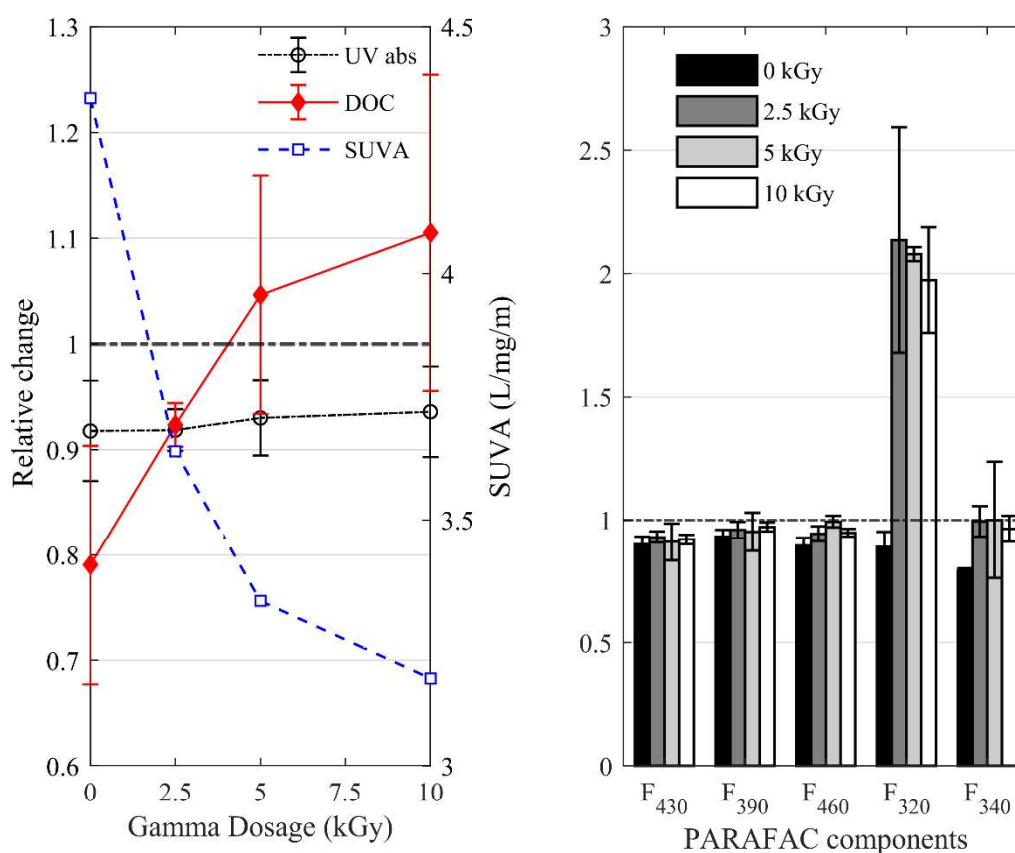 1.3
1.2
1.1
1
0.9
0.8
0.7
0.6
Relative change
0
2.5
5
7.5
10
Gamma Dosage (kGy)
4.5
4
3.5
3
SUVA (L/mg/m)
UV abs
DOC
SUVA
3
2.5
2
1.5
1
0.5
0
0 kGy
2.5 kGy
5 kGy
10 kGy
F430
F390
F460
F320
F340
PARAFAC components